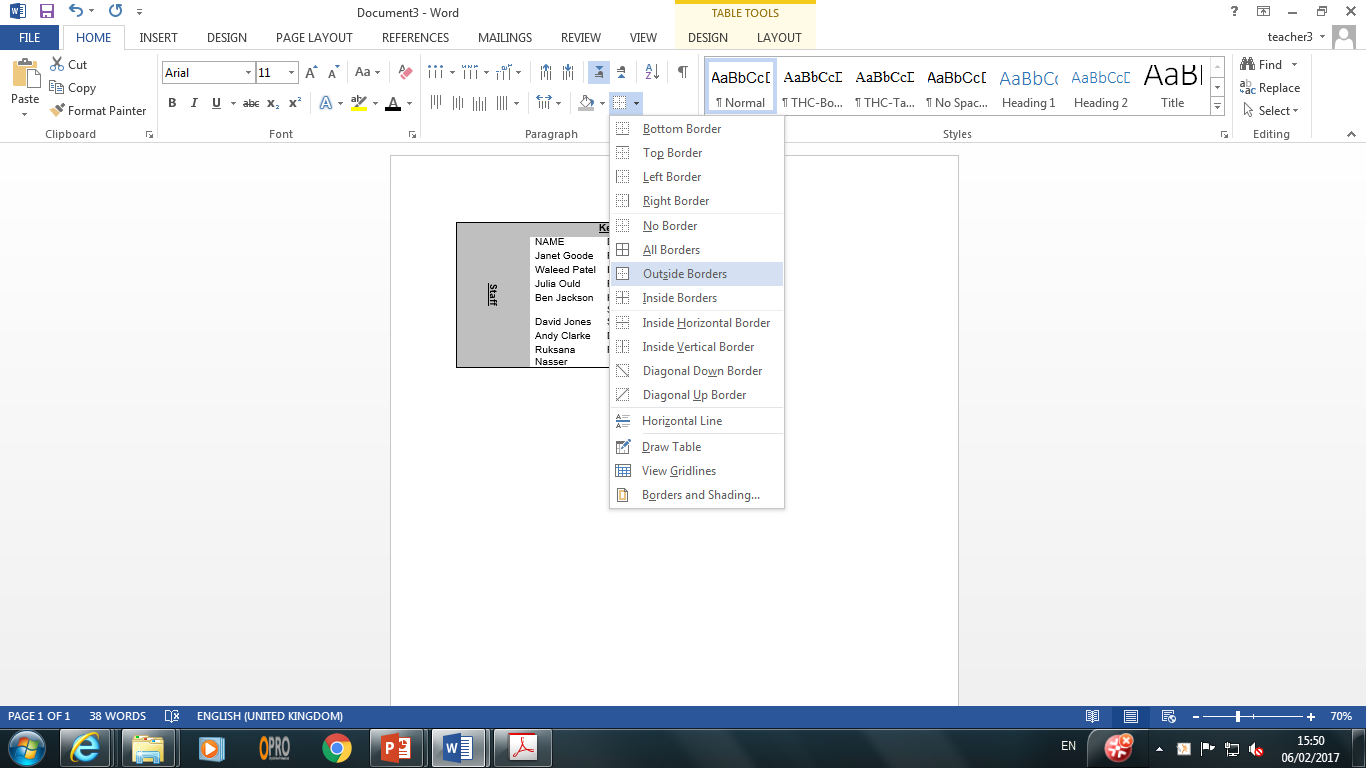 Document3 - Word
TABLE TOOLS
FILE HOME INSERT DESIGN PAGE LAYOUT REFERENCES MAILINGS REVIEW VIEW DESIGN LAYOUT teacher3
Paste
Cut
Copy
Format Painter
Arial 11
AaBbCcD AaBbCcD AaBbCcD AaBbCcD AaBbCc AaBbCcD AaBl
¶ Normal ¶ THC-Bo... ¶ THC-Ta... ¶ No Spac... Heading 1 Heading 2 Title
Find
Replace
Select
Clipboard Font Paragraph Styles Editing
Bottom Border
Top Border
Left Border
Right Border
No Border
All Borders
Outside Borders
Inside Borders
Inside Horizontal Border
Inside Vertical Border
Diagonal Down Border
Diagonal Up Border
Horizontal Line
Draw Table
View Gridlines
Borders and Shading...
Staff
NAME
Janet Goode
Waleed Patel
Julia Ould
Ben Jackson
David Jones
Andy Clarke
Ruksana
Nasser
PAGE 1 OF 1 38 WORDS ENGLISH (UNITED KINGDOM) 70%
OPRO
EN
15:50
06/02/2017